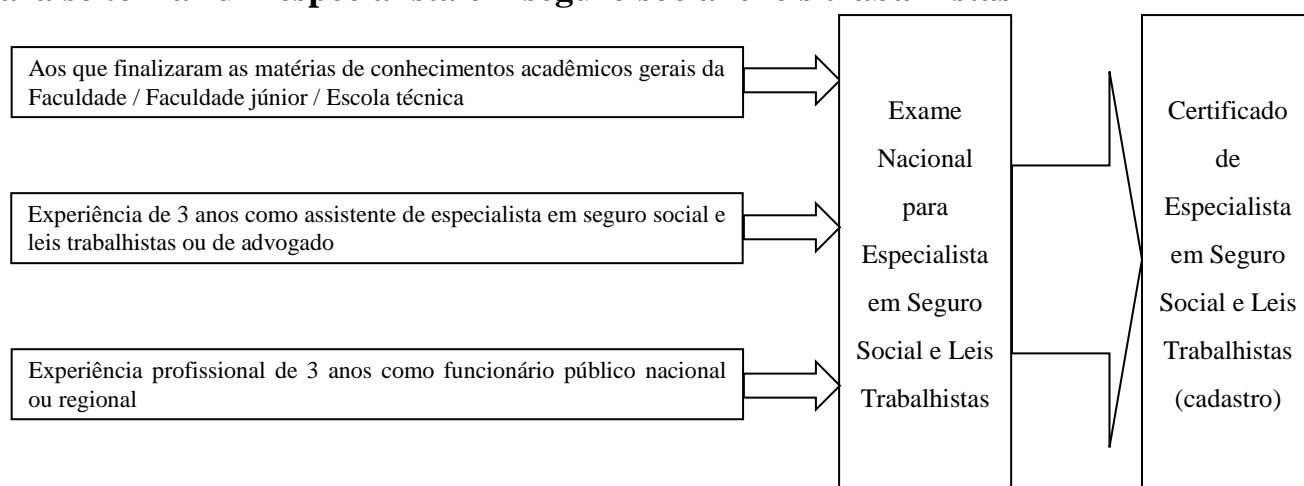 Aos que finalizaram as matérias de conhecimentos acadêmicos gerais da
Faculdade / Faculdade júnior / Escola técnica
Experiência de 3 anos como assistente de especialista em seguro social e
leis trabalhistas ou de advogado
Experiência profissional de 3 anos como funcionário público nacional
ou regional
Exame
Nacional
para
Especialista
em Seguro
Social e Leis
Trabalhistas
Certificado
de
Especialista
em Seguro
Social e Leis
Trabalhistas
(cadastro)